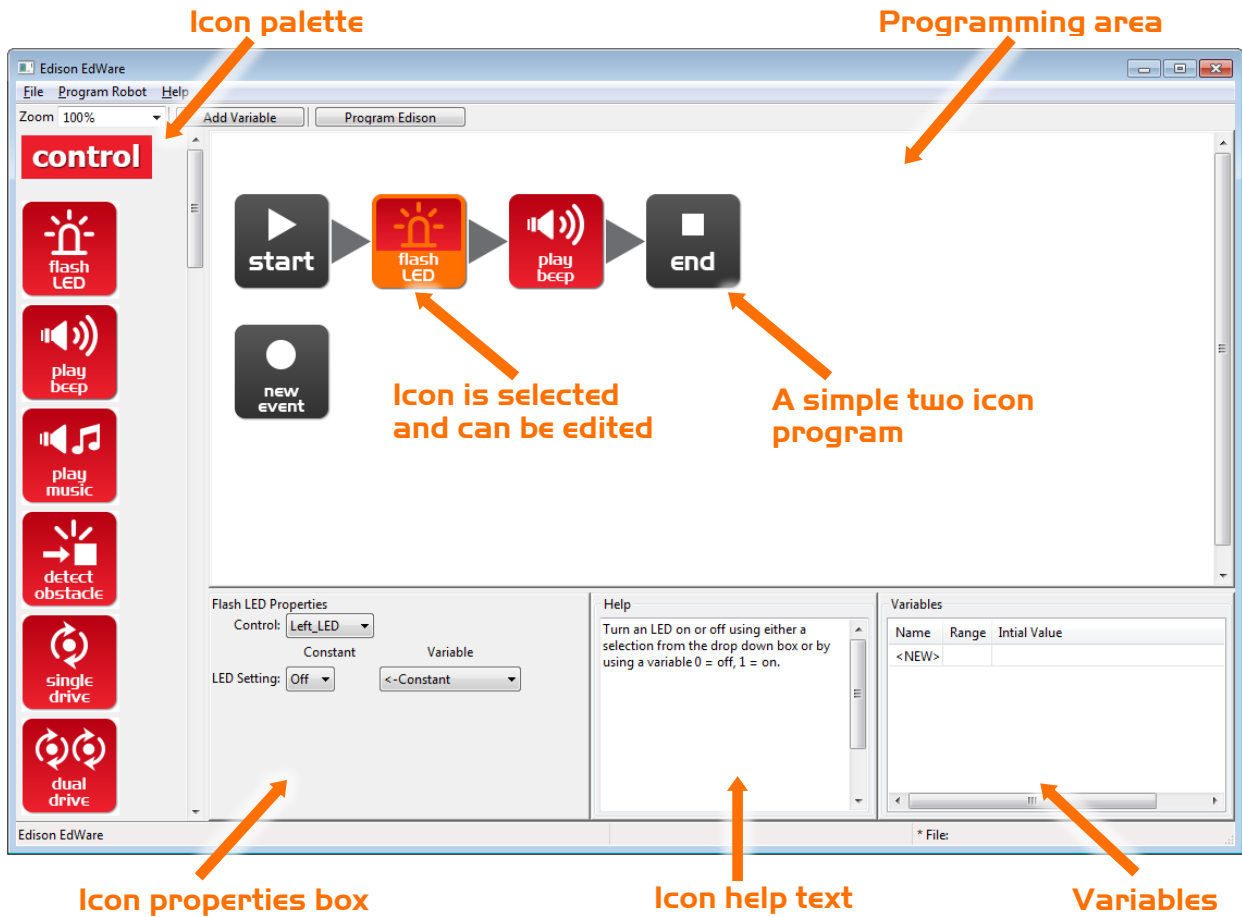 Icon palette
Programming area
Edison EdWare
File Program Robot Help
Zoom 100% Add Variable Program Edison
control
flash
LED
play
beep
play
music
detect
obstacle
single
drive
dual
drive
start
flash
LED
play
beep
end
new
event
Icon is selected
and can be edited
A simple two icon
program
Flash LED Properties
Control: Left_LED
Constant Variable
LED Setting: Off <-Constant
Help
Turn an LED on or off using either a
selection from the drop down box or by
using a variable 0 = off, 1 = on.
Variables
Name Range Intial Value
<NEW>
Edison EdWare
* File:
Icon properties box
Icon help text
Variables